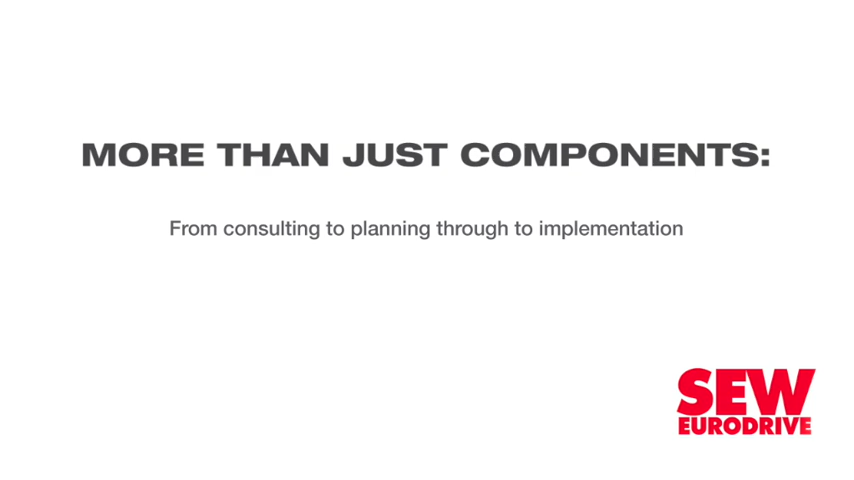 MORE THAN JUST COMPONENTS:
From consulting to planning through to implementation
SEW
EURODRIVE